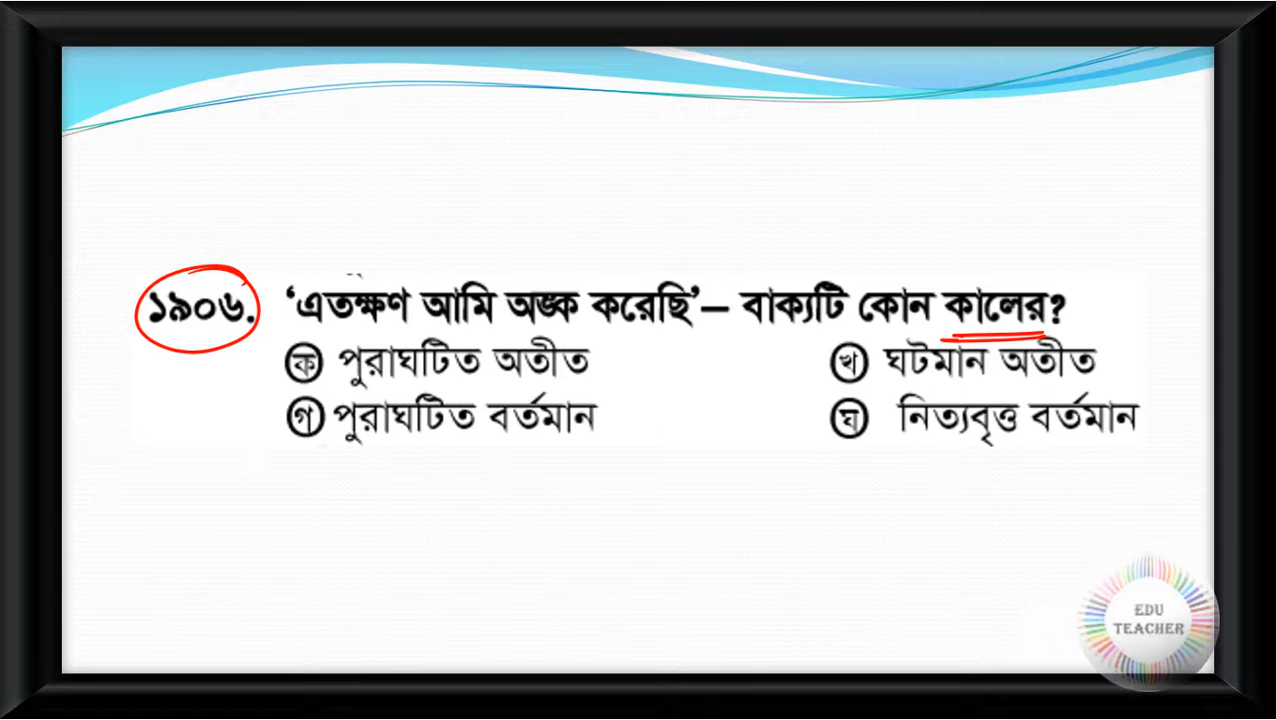 ১৯০৬. ‘এতক্ষণ আমি অঙ্ক করেছি’– বাক্যটি কোন কালের?
ক পুরাঘটিত অতীত খ ঘটমান অতীত
গ পুরাঘটিত বর্তমান ঘ নিত্যবৃত্ত বর্তমান
EDU
TEACHER